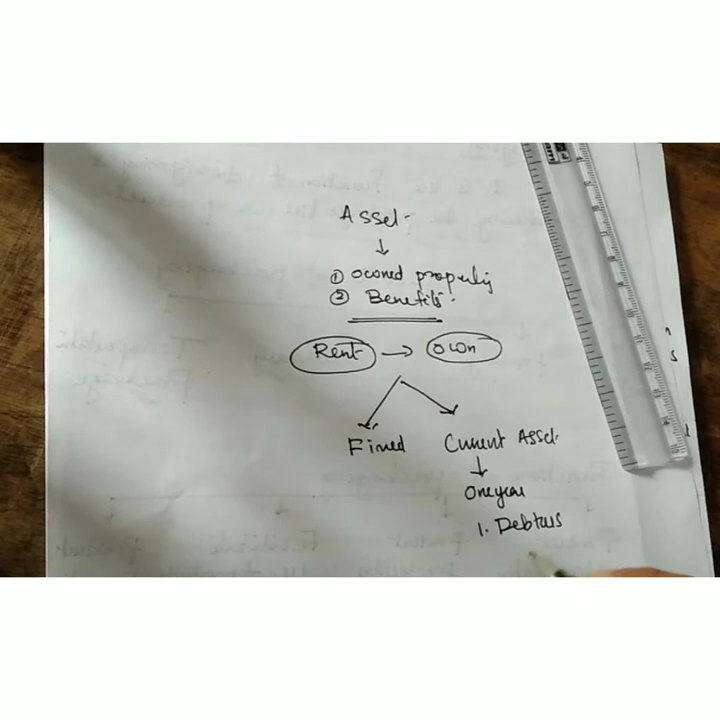 Asset
① Owned property
② Benefits.
Rent → Own
Fixed Current Asset
One year
1. Debtors